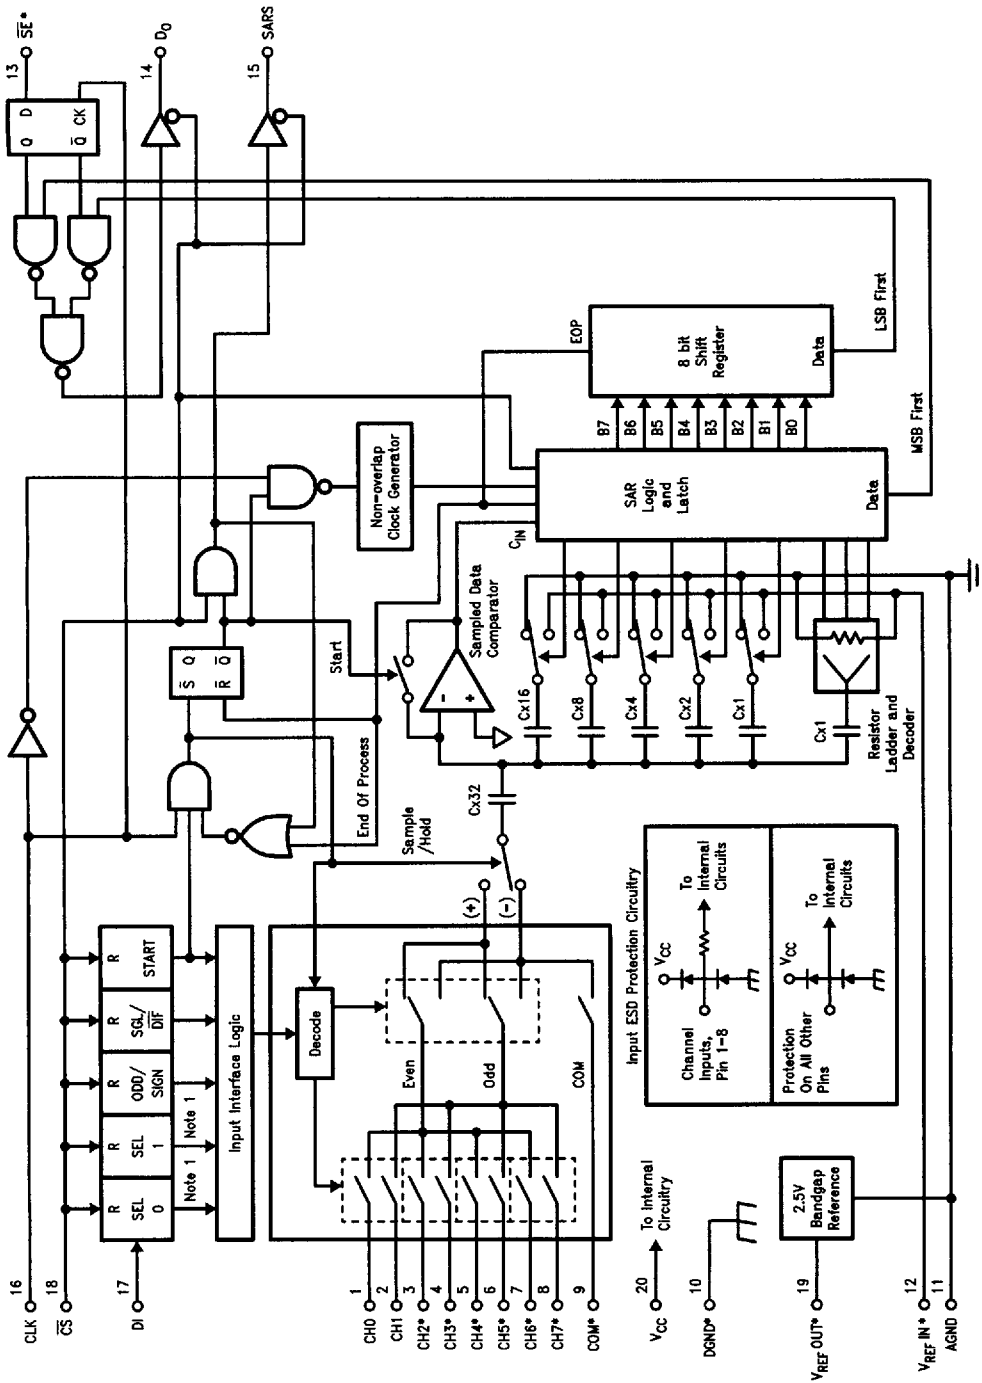 CLK 16
CS 18
DI 17
SEL 0 R
SEL 1 R
ODD/ SIGN R
SGL/ DIF R
START R
Note 1
Note 1
Input Interface Logic
Decode
CH0 1
CH1 2
CH2* 3
CH3* 4
CH4* 5
CH5* 6
CH6* 7
CH7* 8
COM* 9
Even
Odd
COM
(+)
(-)
Sample
/Hold
End Of Process
Start
S Q
R Q
Cx32
Sampled Data
Comparator
-
+
Non-overlap
Clock Generator
Cx16
Cx8
Cx4
Cx2
Cx1
Cx1
Resistor
Ladder and
Decoder
CIN
SAR
Logic
and
Latch
Data
B7
B6
B5
B4
B3
B2
B1
B0
EOP
8 bit
Shift
Register
Data
LSB First
MSB First
Q D
Q CK
13 SE*
14 DO
15 SARS
VCC 20
To Internal
Circuitry
DGND* 10
VREF OUT* 19
2.5V
Bandgap
Reference
VREF IN* 12
AGND 11
Input ESD Protection Circuitry
Channel
Inputs,
Pin 1-8
VCC
To
Internal
Circuits
Protection
On All Other
Pins
VCC
To
Internal
Circuits